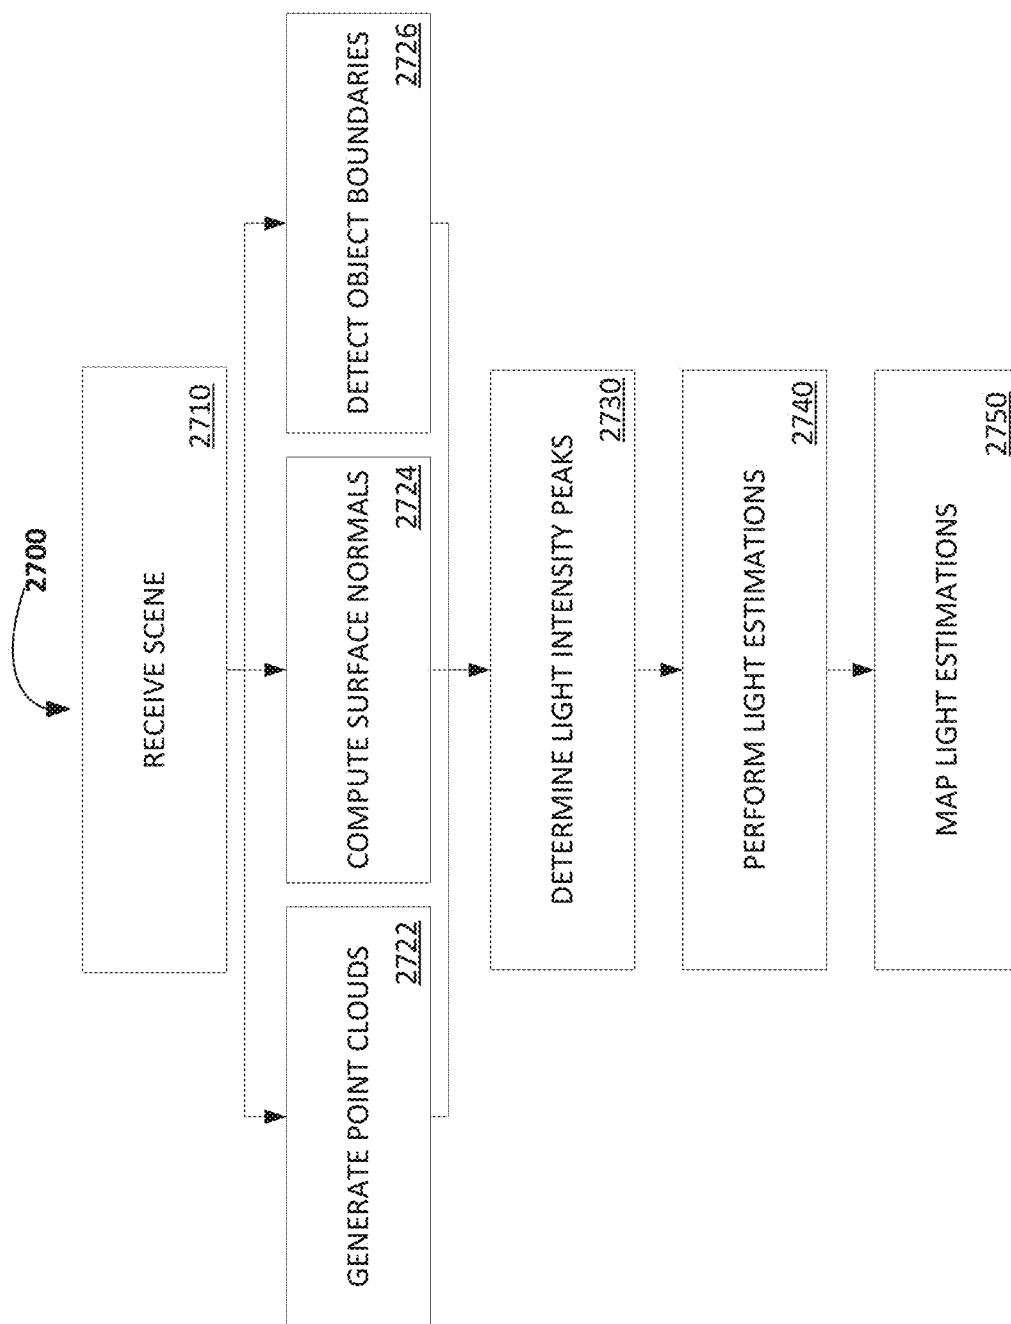 2700
RECEIVE SCENE
2710
GENERATE POINT CLOUDS
2722
COMPUTE SURFACE NORMALS
2724
DETECT OBJECT BOUNDARIES
2726
DETERMINE LIGHT INTENSITY PEAKS
2730
PERFORM LIGHT ESTIMATIONS
2740
MAP LIGHT ESTIMATIONS
2750